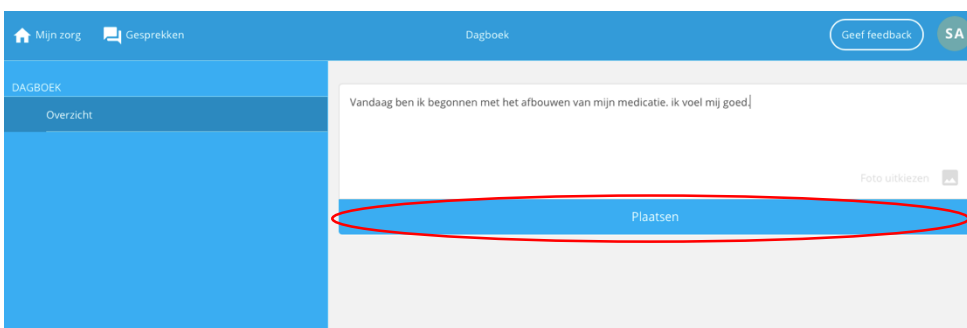 Mijn zorg Gesprekken Dagboek Geef feedback SA
DAGBOEK
Overzicht
Vandaag ben ik begonnen met het afbouwen van mijn medicatie. ik voel mij goed.
Foto uitkiezen
Plaatsen